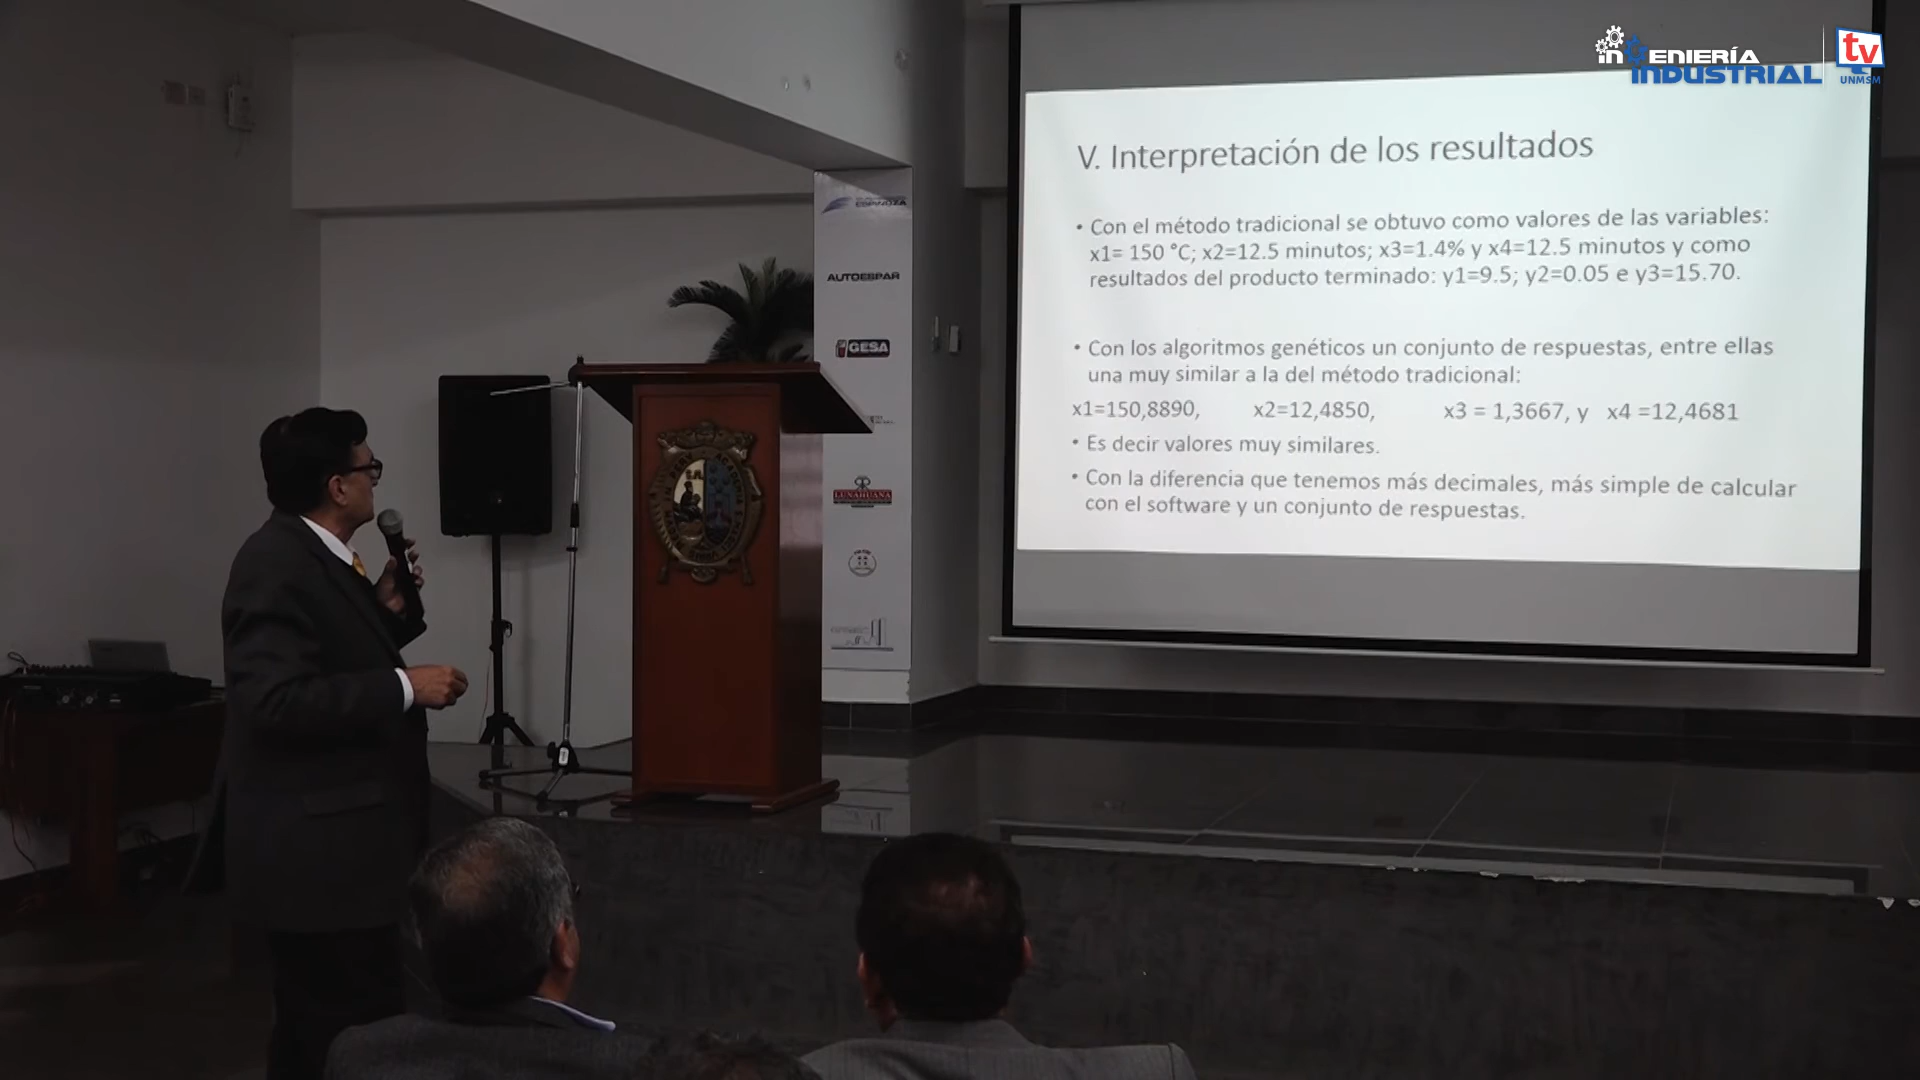 inGENIERÍA
inDUSTRIAL
tv
UNMSM
V. Interpretación de los resultados
• Con el método tradicional se obtuvo como valores de las variables:
x1= 150 °C; x2=12.5 minutos; x3=1.4% y x4=12.5 minutos y como
resultados del producto terminado: y1=9.5; y2=0.05 e y3=15.70.
• Con los algoritmos genéticos un conjunto de respuestas, entre ellas
una muy similar a la del método tradicional:
x1=150,8890, x2=12,4850, x3 = 1,3667, y x4 =12,4681
• Es decir valores muy similares.
• Con la diferencia que tenemos más decimales, más simple de calcular
con el software y un conjunto de respuestas.
ESPINOZA
AUTOESPAR
GESA
LUNAHUANA